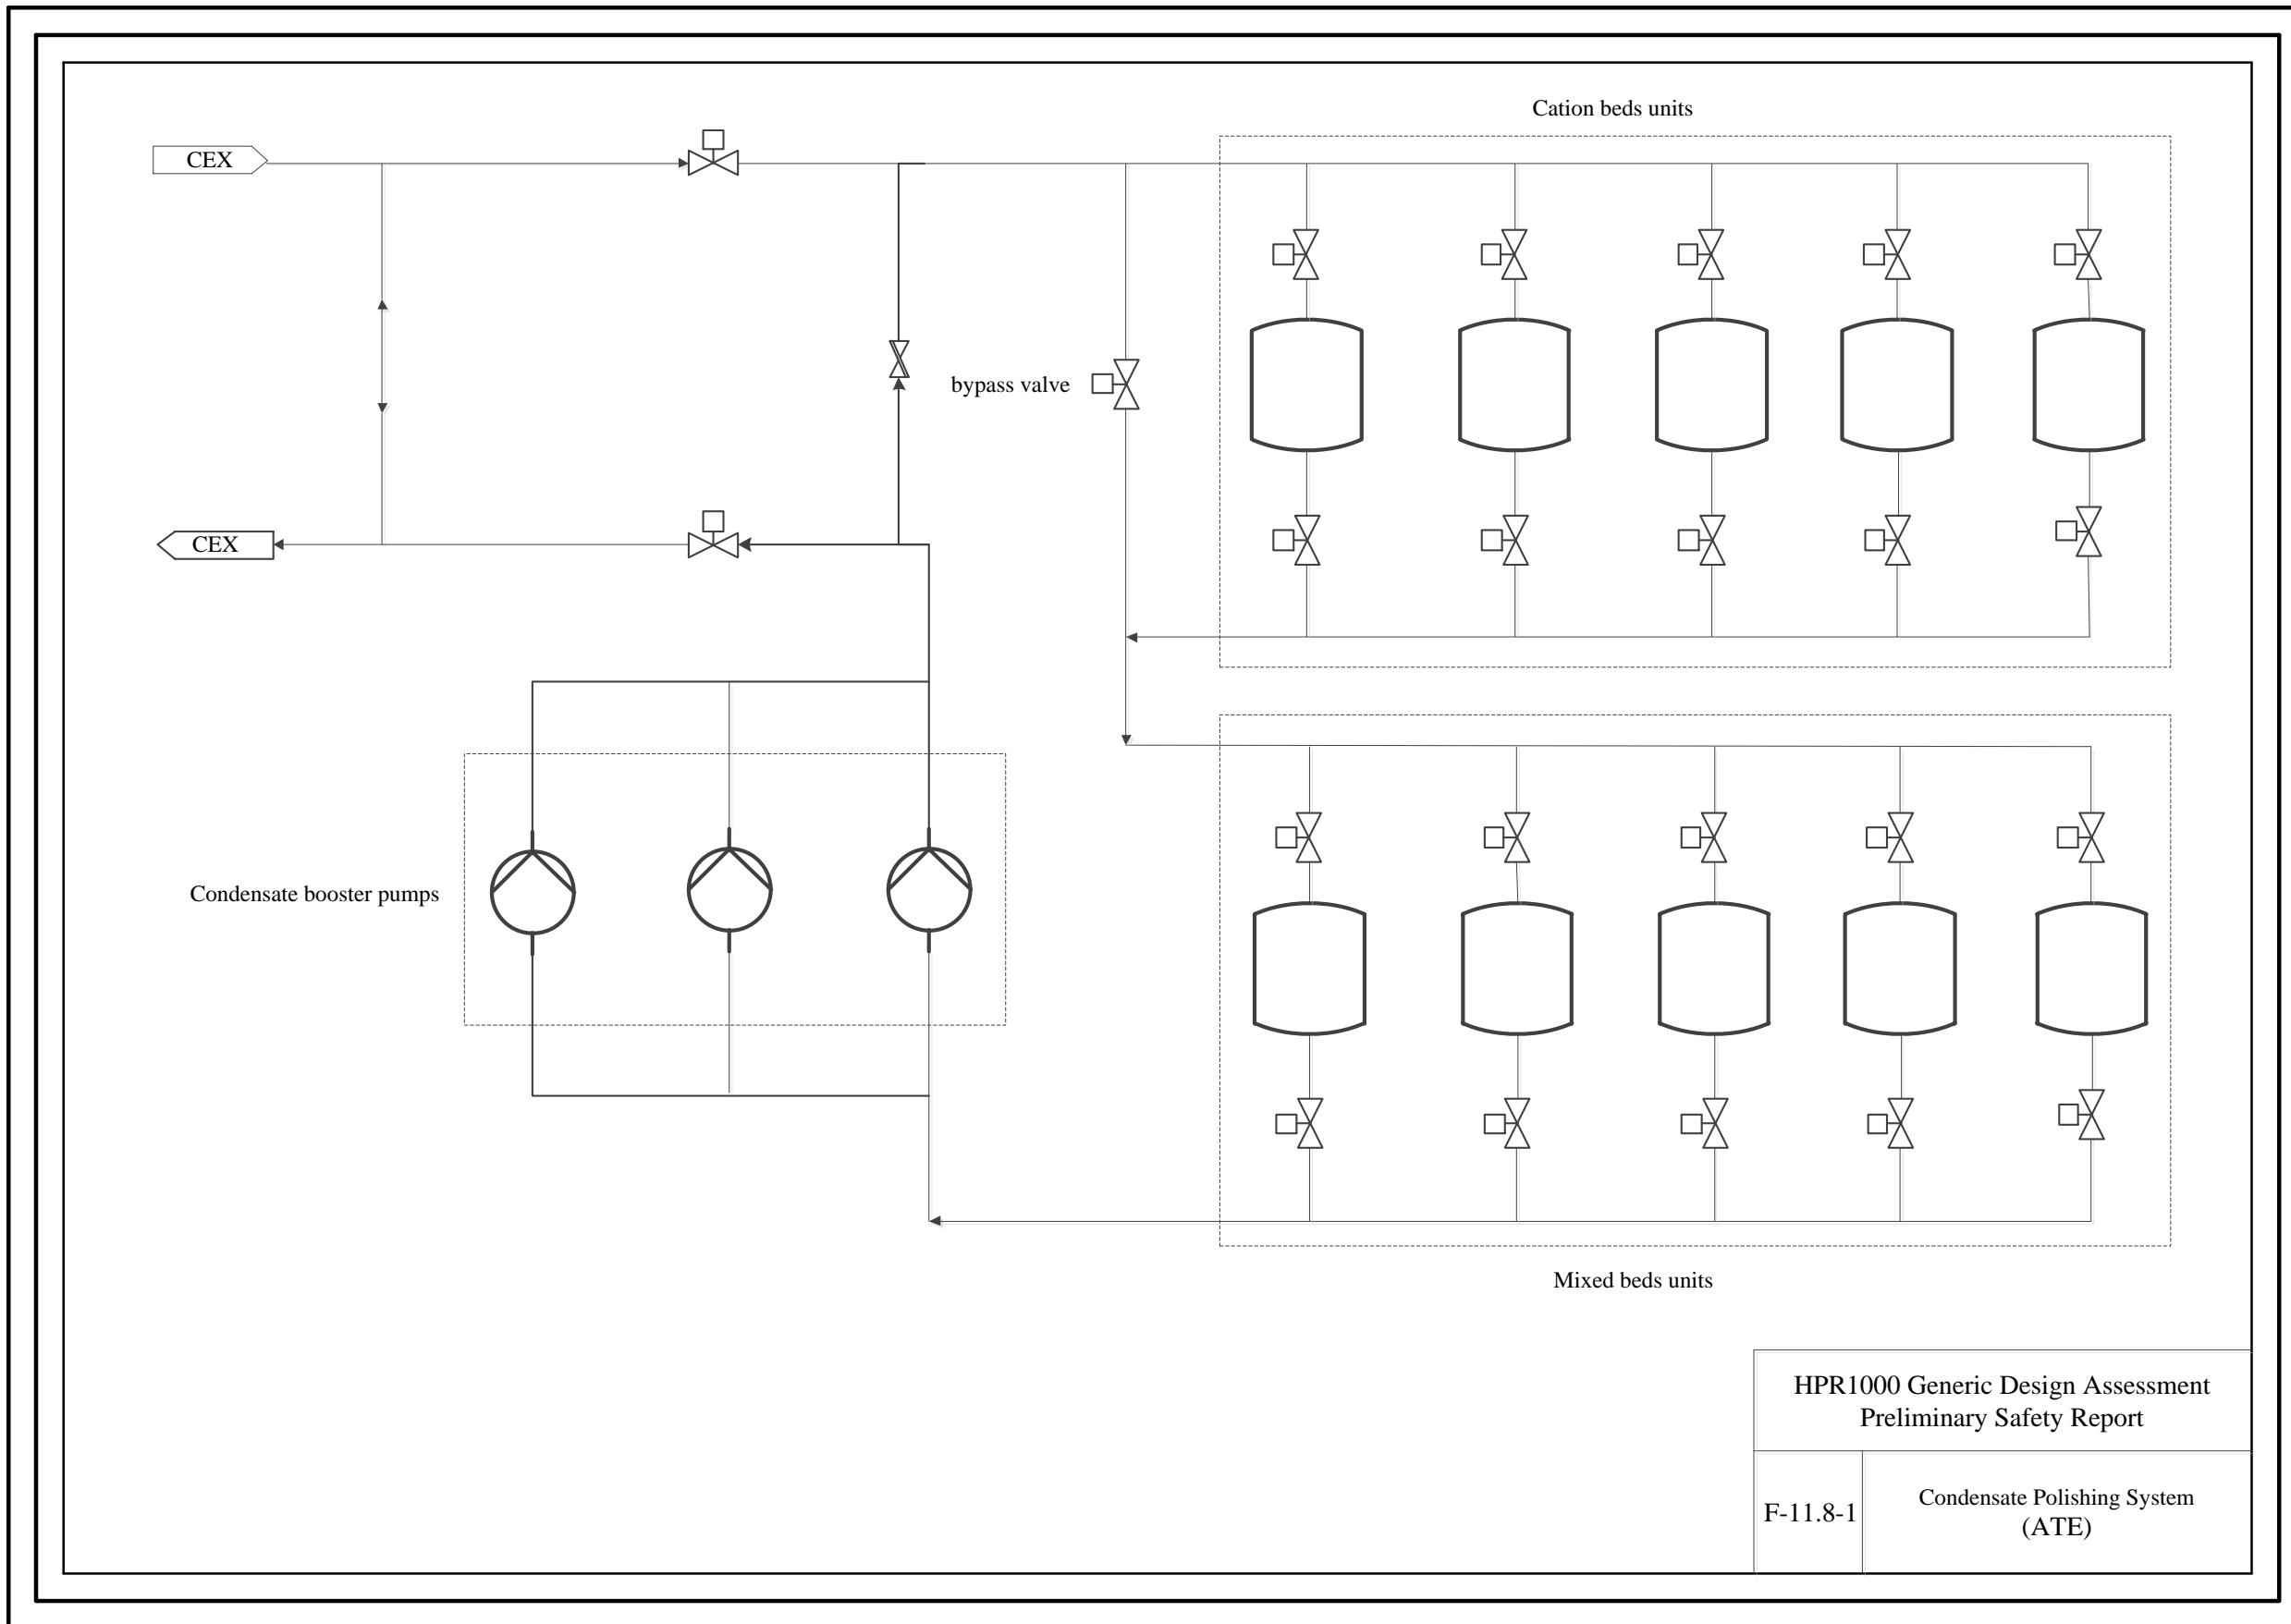 Cation beds units
CEX
bypass valve
CEX
Condensate booster pumps
Mixed beds units
HPR1000 Generic Design Assessment
Preliminary Safety Report
F-11.8-1
Condensate Polishing System
(ATE)